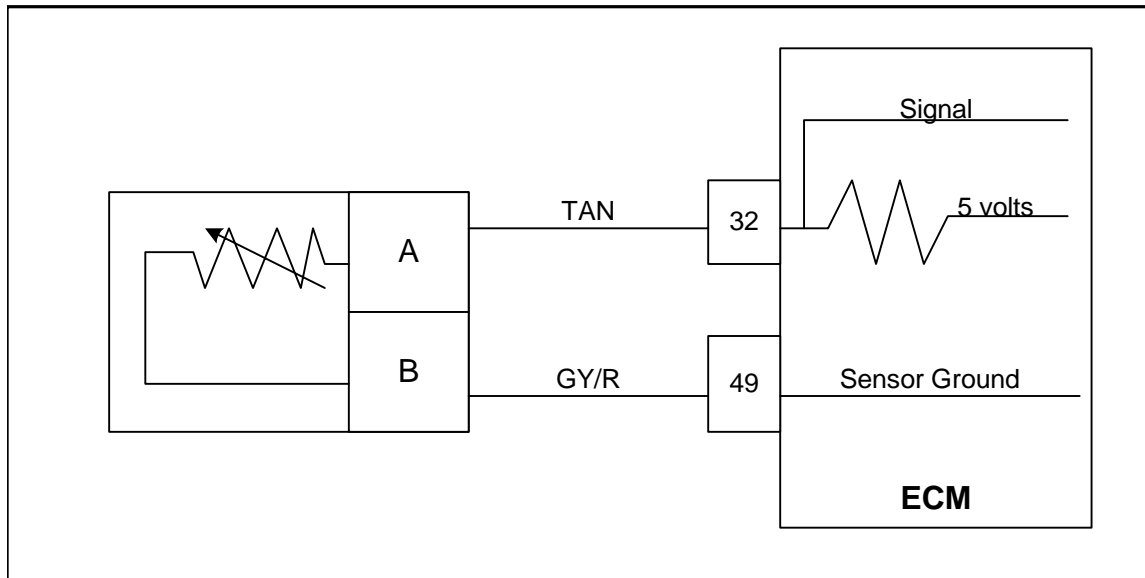 Signal
TAN
32
5 volts
A
B
GY/R
49
Sensor Ground
ECM